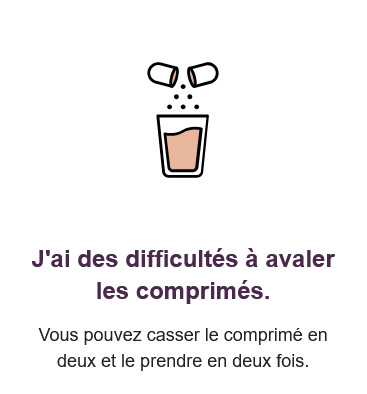 J'ai des difficultés à avaler
les comprimés.
Vous pouvez casser le comprimé en
deux et le prendre en deux fois.